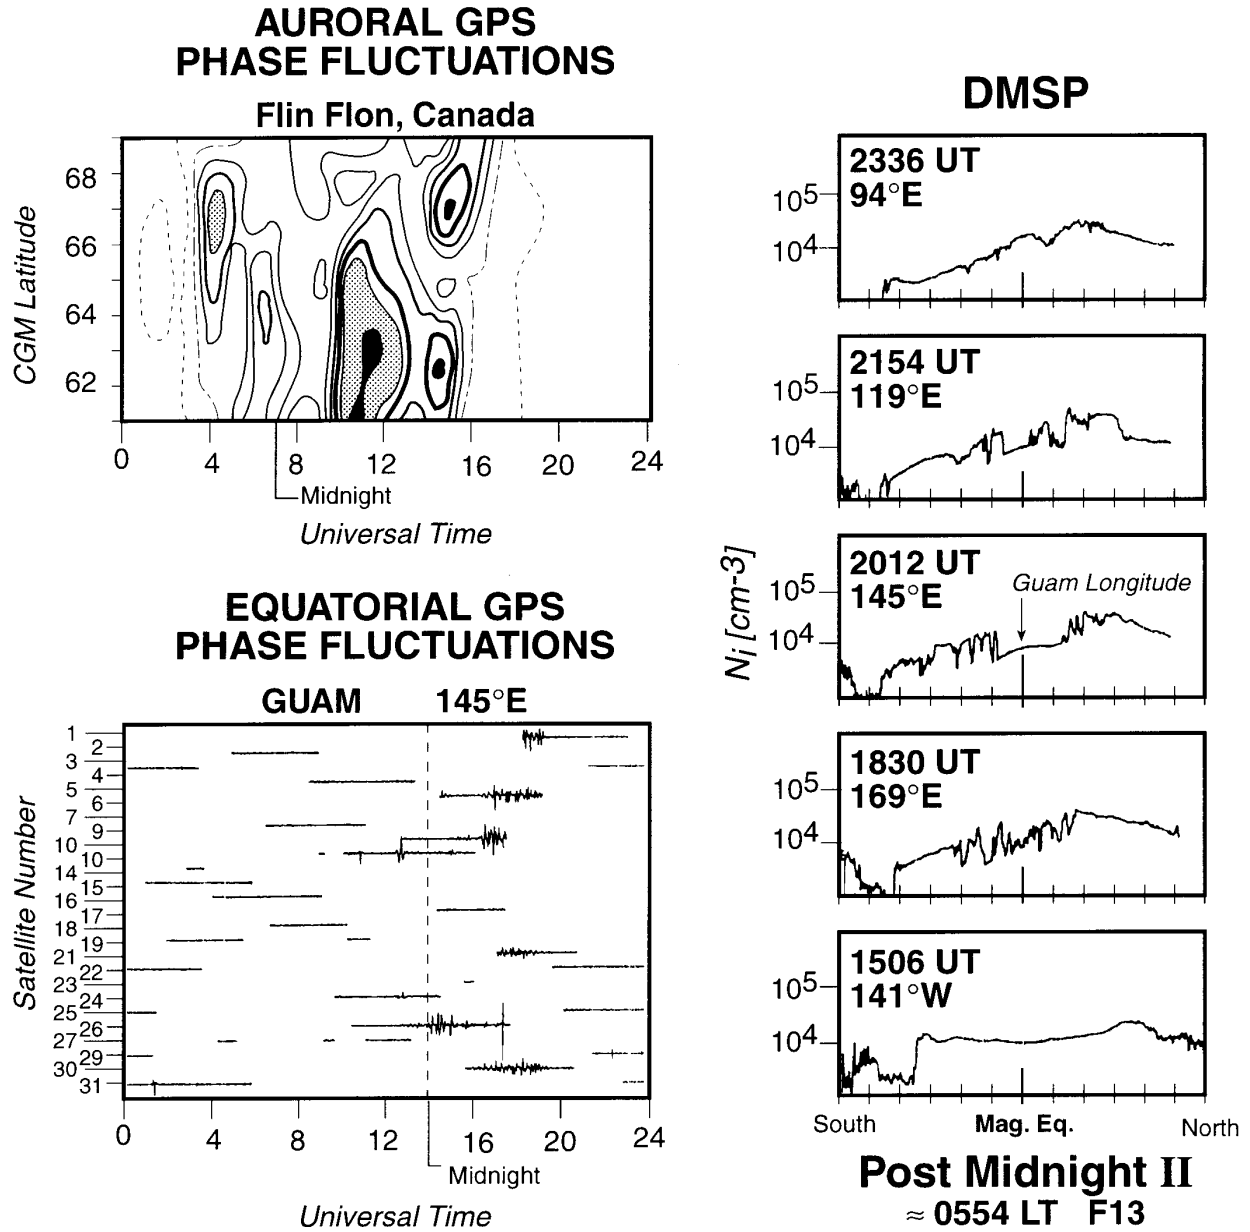 AURORAL GPS
PHASE FLUCTUATIONS
Flin Flon, Canada
CGM Latitude
68
66
64
62
0 4 8 12 16 20 24
Midnight
Universal Time
EQUATORIAL GPS
PHASE FLUCTUATIONS
GUAM 145°E
Satellite Number
1
2
3
4
5
6
7
9
10
10
14
15
16
17
18
19
21
22
23
24
25
26
27
29
30
31
0 4 8 12 16 20 24
Midnight
Universal Time
DMSP
Ni [cm-3]
2336 UT
94°E
10⁵
10⁴
2154 UT
119°E
10⁵
10⁴
2012 UT
145°E
Guam Longitude
10⁵
10⁴
1830 UT
169°E
10⁵
10⁴
1506 UT
141°W
10⁵
10⁴
South Mag. Eq. North
Post Midnight II
≈ 0554 LT F13